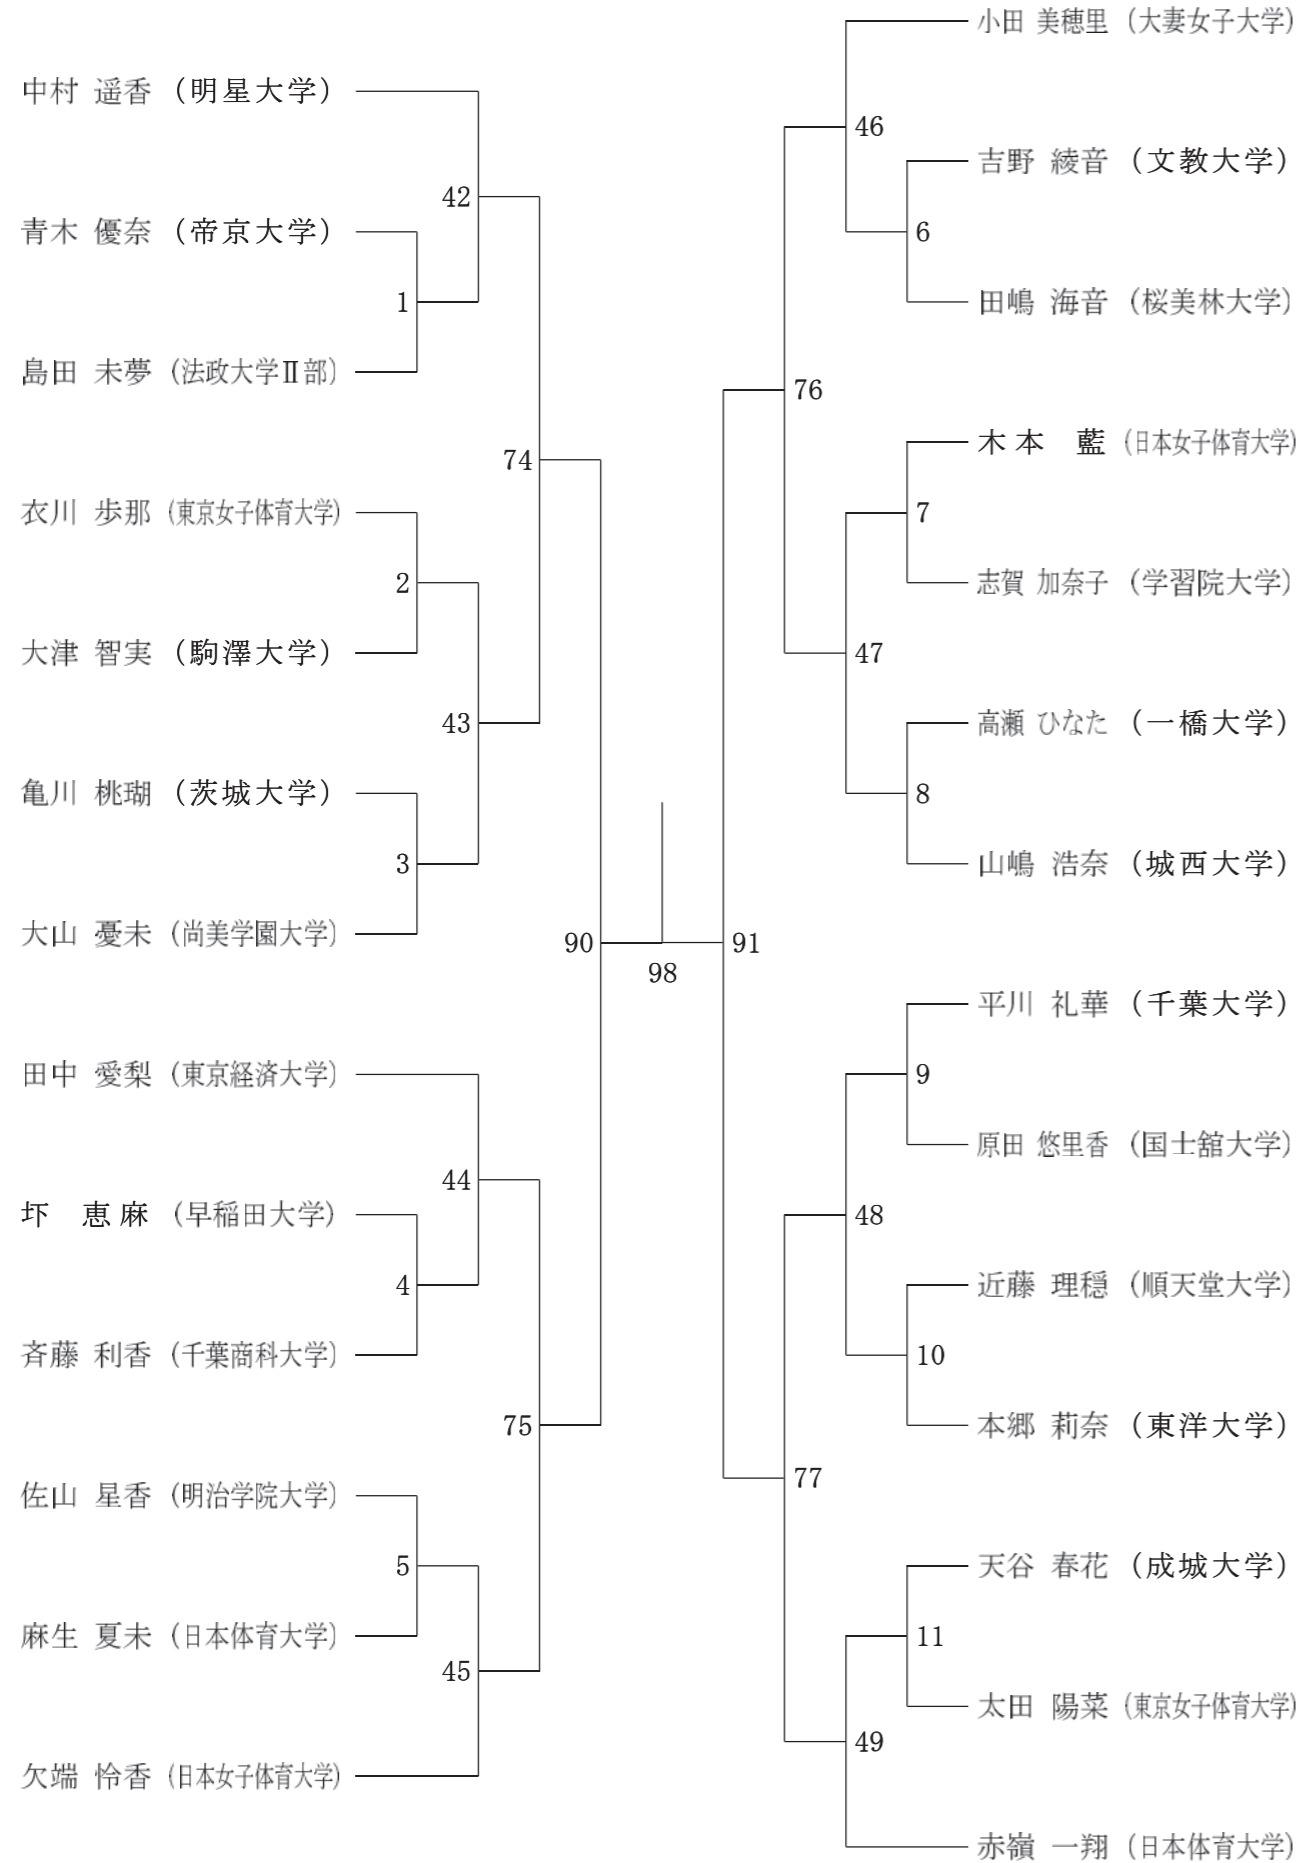 中村 遥香 (明星大学)
青木 優奈 (帝京大学)
島田 未夢 (法政大学Ⅱ部)
衣川 歩那 (東京女子体育大学)
大津 智実 (駒澤大学)
亀川 桃瑚 (茨城大学)
大山 憂未 (尚美学園大学)
田中 愛梨 (東京経済大学)
圷 恵麻 (早稲田大学)
斉藤 利香 (千葉商科大学)
佐山 星香 (明治学院大学)
麻生 夏未 (日本体育大学)
欠端 怜香 (日本女子体育大学)
1
2
3
4
5
42
43
44
45
74
75
90
98
91
76
77
46
47
48
49
6
7
8
9
10
11
小田 美穂里 (大妻女子大学)
吉野 綾音 (文教大学)
田嶋 海音 (桜美林大学)
木本 藍 (日本女子体育大学)
志賀 加奈子 (学習院大学)
高瀬 ひなた (一橋大学)
山嶋 浩奈 (城西大学)
平川 礼華 (千葉大学)
原田 悠里香 (国士舘大学)
近藤 理穏 (順天堂大学)
本郷 莉奈 (東洋大学)
天谷 春花 (成城大学)
太田 陽菜 (東京女子体育大学)
赤嶺 一翔 (日本体育大学)